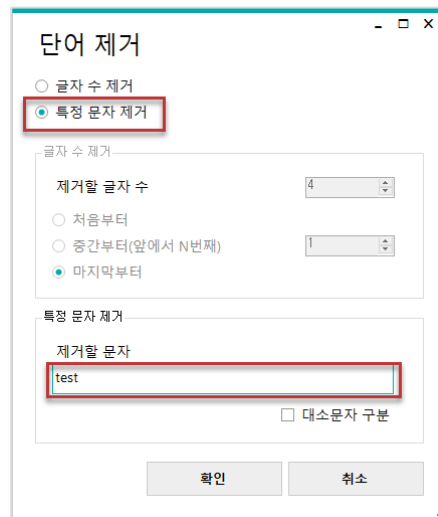 단어 제거
글자 수 제거
특정 문자 제거
글자 수 제거
제거할 글자 수 4
처음부터
중간부터(앞에서 N번째) 1
마지막부터
특정 문자 제거
제거할 문자
test
대소문자 구분
확인 취소